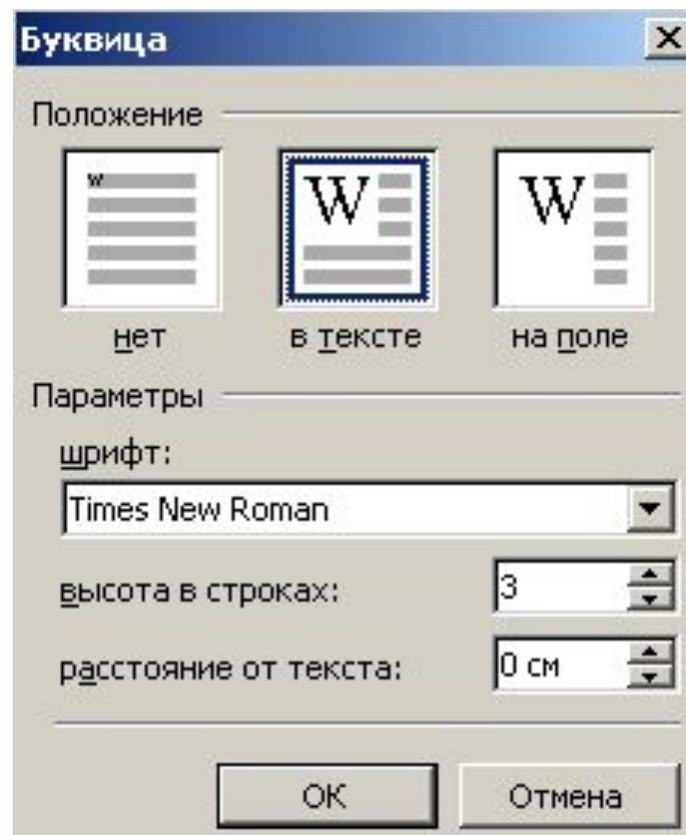 Буквица
Положение
w
W
W
нет
в тексте
на поле
Параметры
шрифт:
Times New Roman
высота в строках:
3
расстояние от текста:
0 см
ОК
Отмена